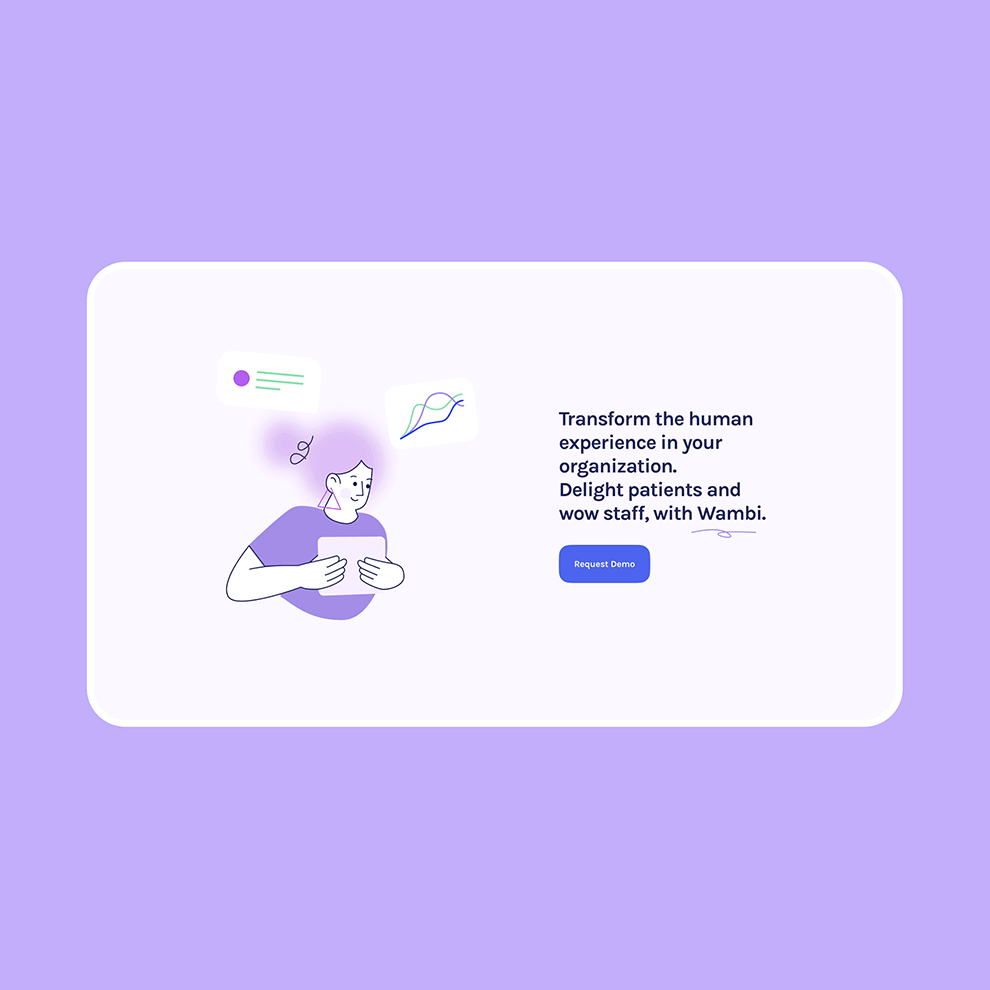 Transform the human
experience in your
organization.
Delight patients and
wow staff, with Wambi.
Request Demo